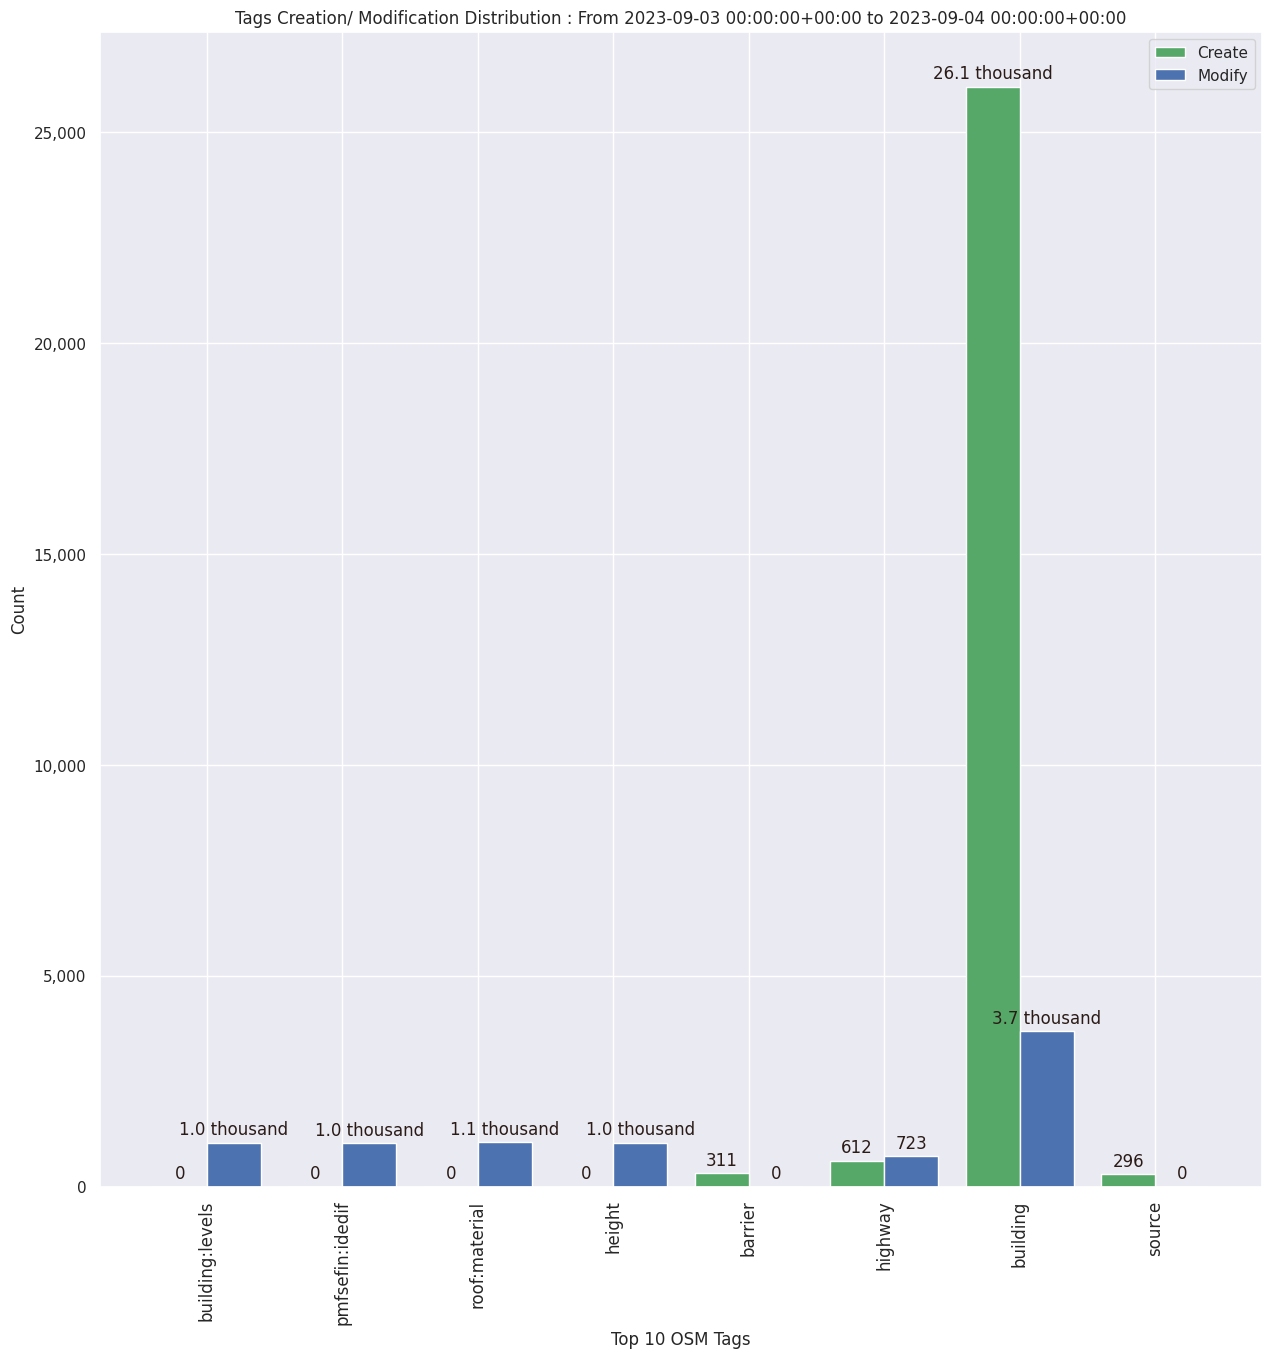 Tags Creation/ Modification Distribution : From 2023-09-03 00:00:00+00:00 to 2023-09-04 00:00:00+00:00
Create
Modify
26.1 thousand
25,000
20,000
15,000
10,000
5,000
0
Count
3.7 thousand
1.0 thousand
1.0 thousand
1.1 thousand
1.0 thousand
311
612
723
296
0
0
0
0
0
0
building:levels
pmfsefin:idedif
roof:material
height
barrier
highway
building
source
Top 10 OSM Tags